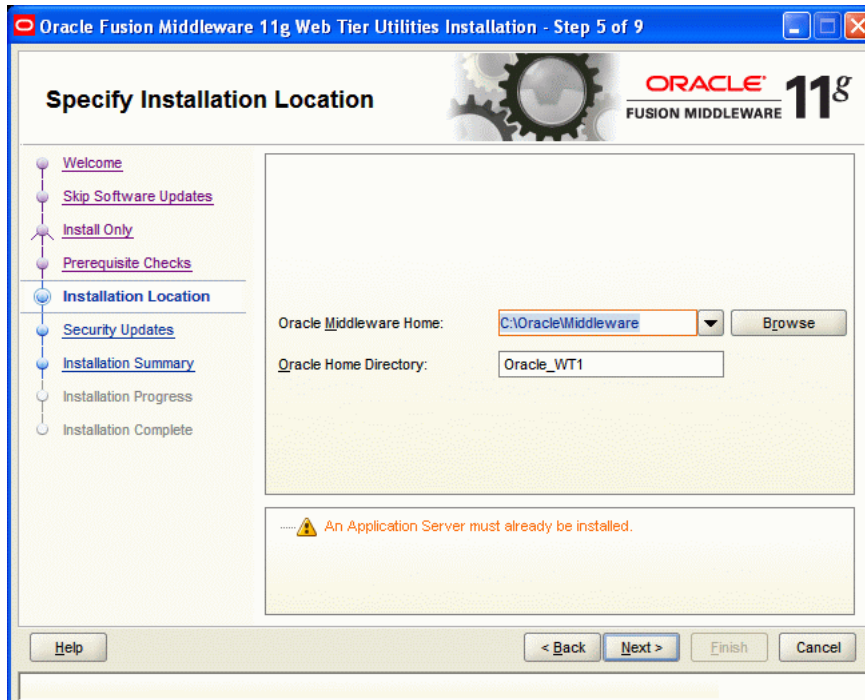 Oracle Fusion Middleware 11g Web Tier Utilities Installation - Step 5 of 9
Specify Installation Location
ORACLE
FUSION MIDDLEWARE
11g
Welcome
Skip Software Updates
Install Only
Prerequisite Checks
Installation Location
Security Updates
Installation Summary
Installation Progress
Installation Complete
Oracle Middleware Home: C:\Oracle\Middleware Browse
Oracle Home Directory: Oracle_WT1
An Application Server must already be installed.
Help < Back Next > Finish Cancel